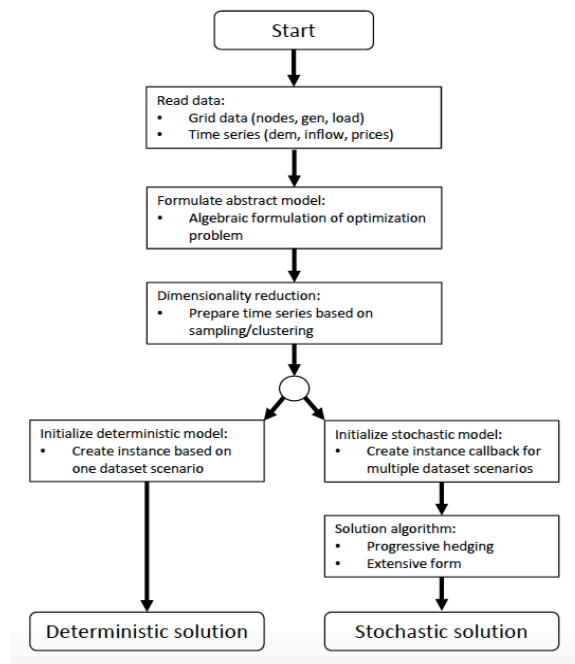 Start
Read data:
• Grid data (nodes, gen, load)
• Time series (dem, inflow, prices)
Formulate abstract model:
• Algebraic formulation of optimization
problem
Dimensionality reduction:
• Prepare time series based on
sampling/clustering
Initialize deterministic model:
• Create instance based on
one dataset scenario
Initialize stochastic model:
• Create instance callback for
multiple dataset scenarios
Solution algorithm:
• Progressive hedging
• Extensive form
Deterministic solution
Stochastic solution